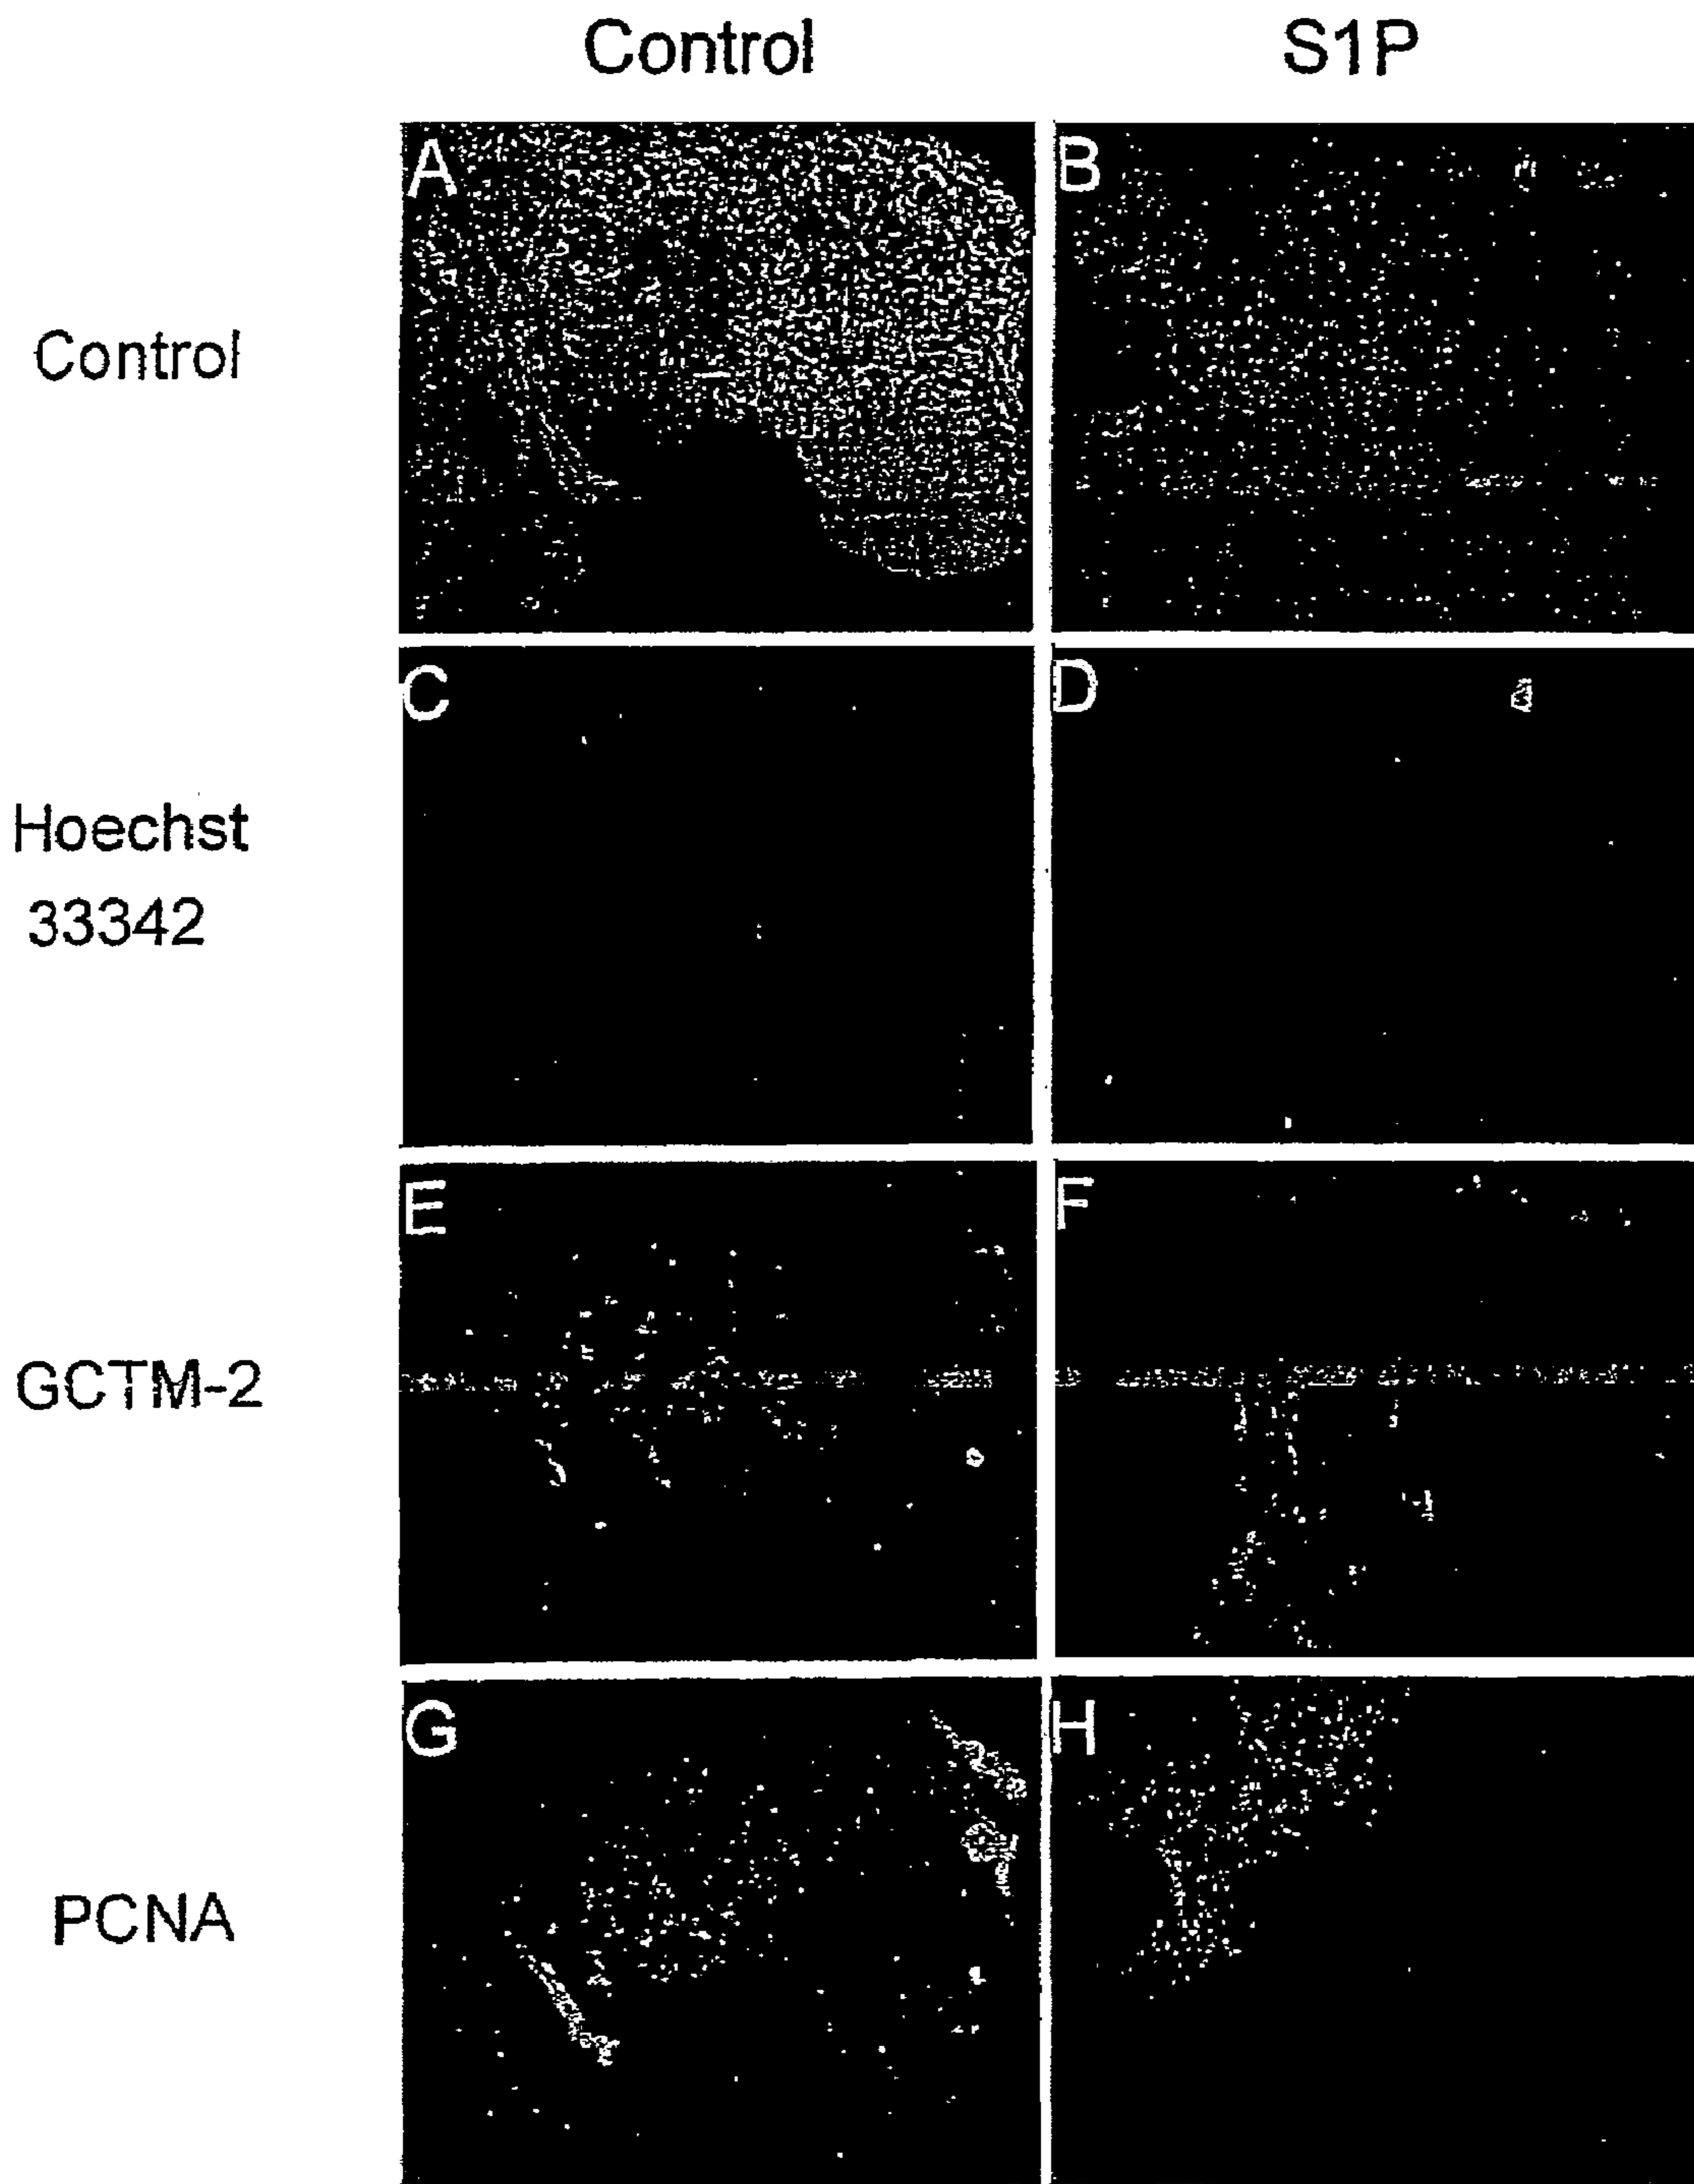 Control S1P
A B
Control
C D
Hoechst
33342
E F
GCTM-2
G H
PCNA